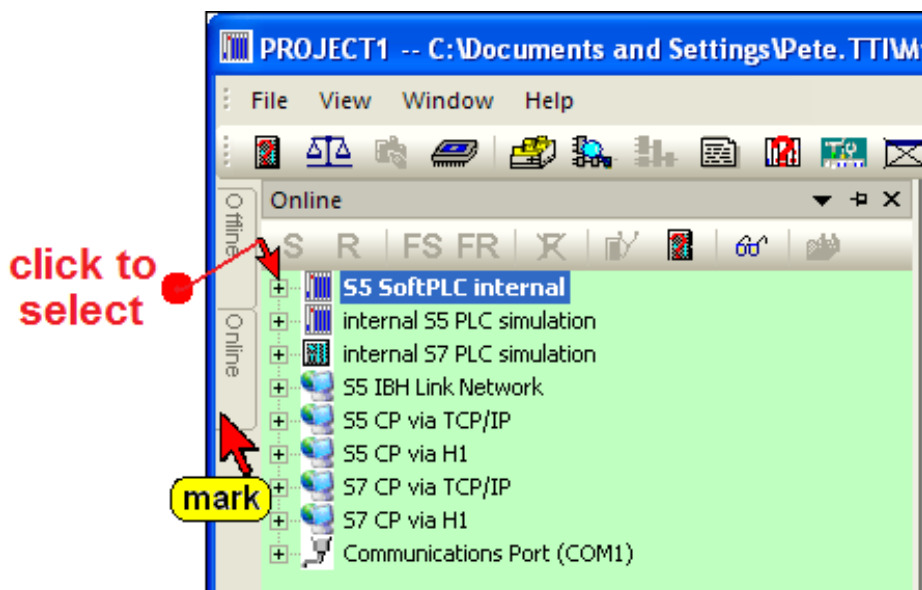 PROJECT1 -- C:\Documents and Settings\Pete.TTI\M
File View Window Help
Offline
Online
Online
S R FS FR
click to
select
S5 SoftPLC internal
internal S5 PLC simulation
internal S7 PLC simulation
S5 IBH Link Network
S5 CP via TCP/IP
S5 CP via H1
S7 CP via TCP/IP
S7 CP via H1
Communications Port (COM1)
mark